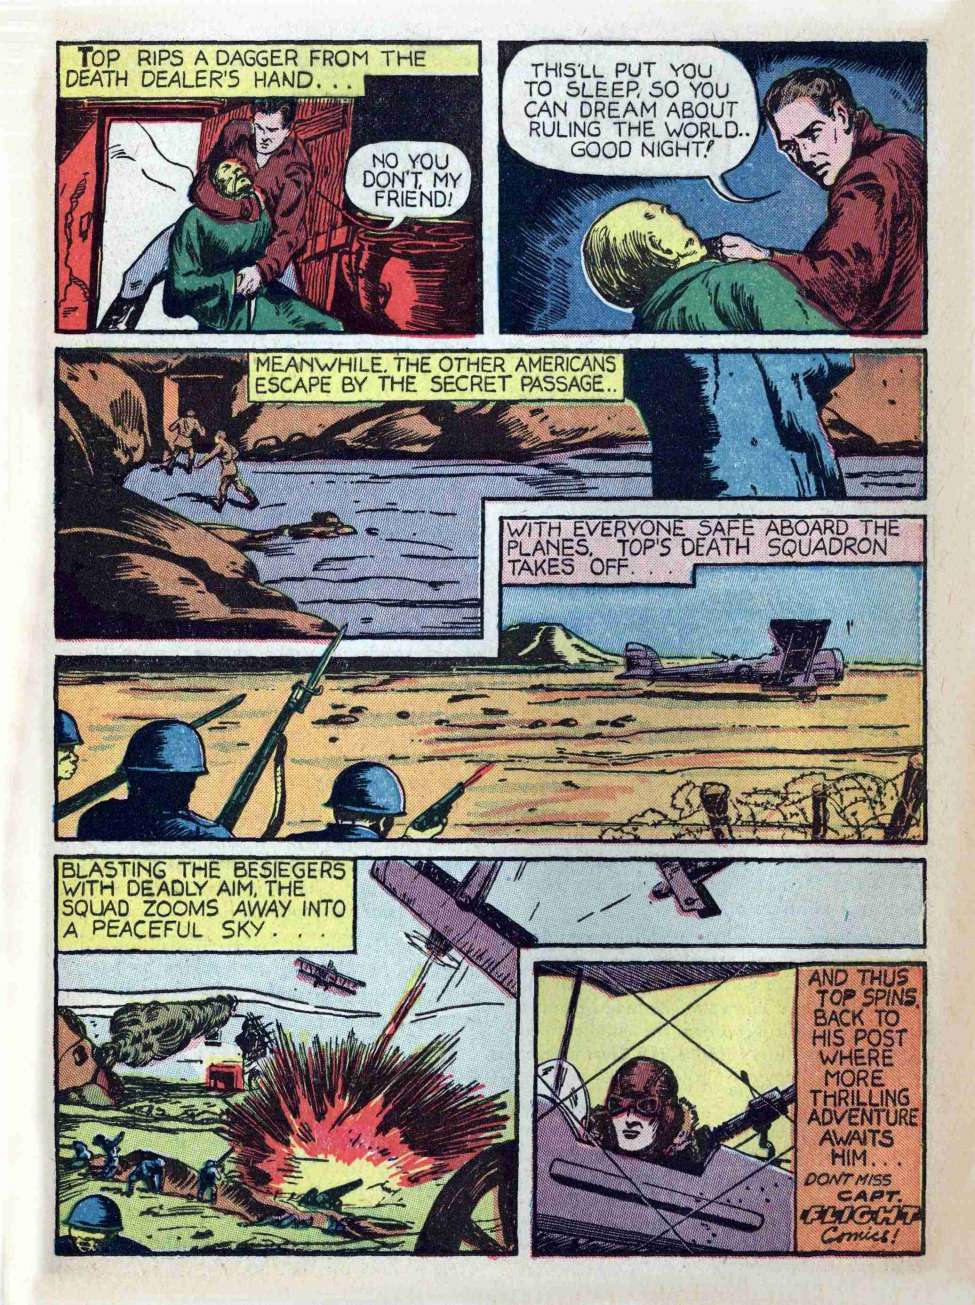 TOP RIPS A DAGGER FROM THE
DEATH DEALER'S HAND...
NO YOU
DON'T, MY
FRIEND!
THIS'LL PUT YOU
TO SLEEP, SO YOU
CAN DREAM ABOUT
RULING THE WORLD..
GOOD NIGHT!
MEANWHILE, THE OTHER AMERICANS
ESCAPE BY THE SECRET PASSAGE..
WITH EVERYONE SAFE ABOARD THE
PLANES, TOP'S DEATH SQUADRON
TAKES OFF....
BLASTING THE BESIEGERS
WITH DEADLY AIM, THE
SQUAD ZOOMS AWAY INTO
A PEACEFUL SKY....
AND THUS
TOP SPINS
BACK TO
HIS POST
WHERE
MORE
THRILLING
ADVENTURE
AWAITS
HIM...
DON'T MISS
CAPT.
FLIGHT
Comics!